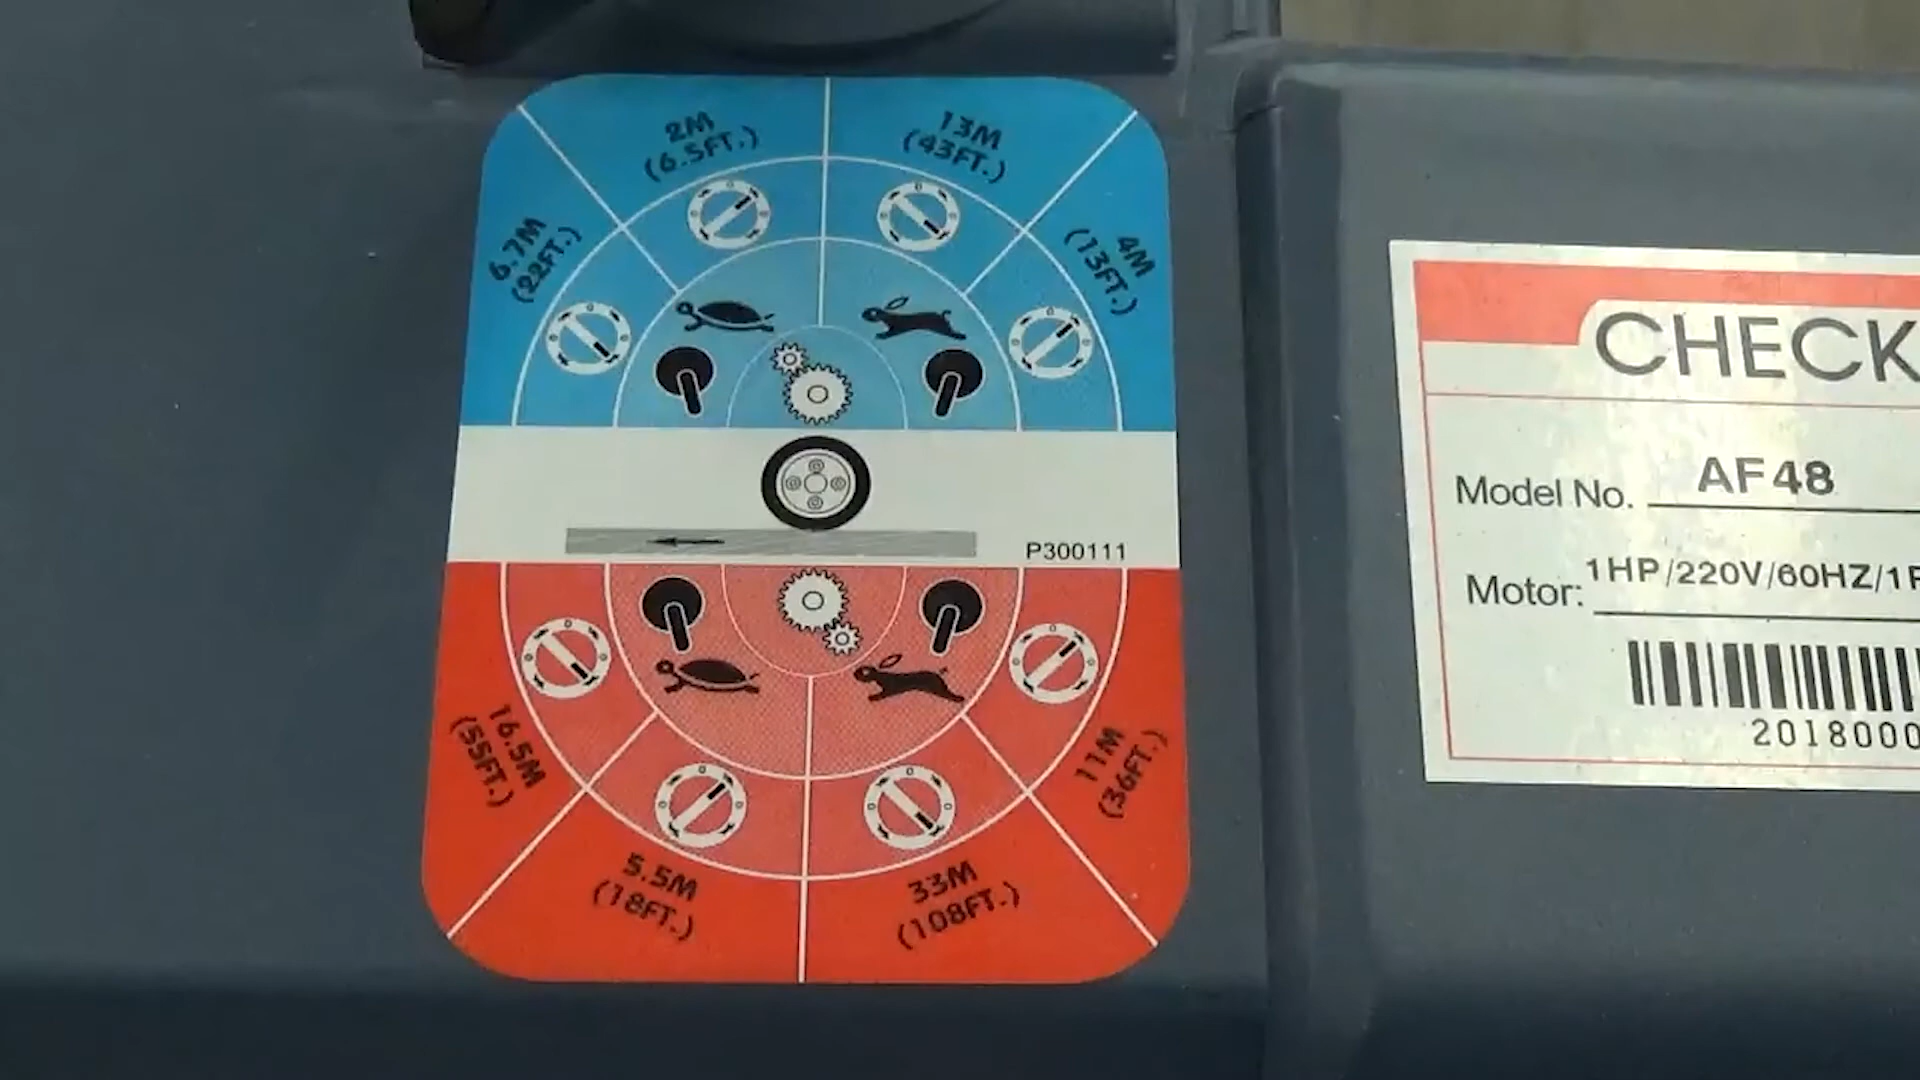 2M
(6.5FT.)
13M
(43FT.)
6.7M
(22FT.)
4M
(13FT.)
P300111
16.5M
(55FT.)
11M
(36FT.)
5.5M
(18FT.)
33M
(108FT.)
CHECK
Model No. AF48
Motor: 1HP/220V/60HZ/1P
2018000